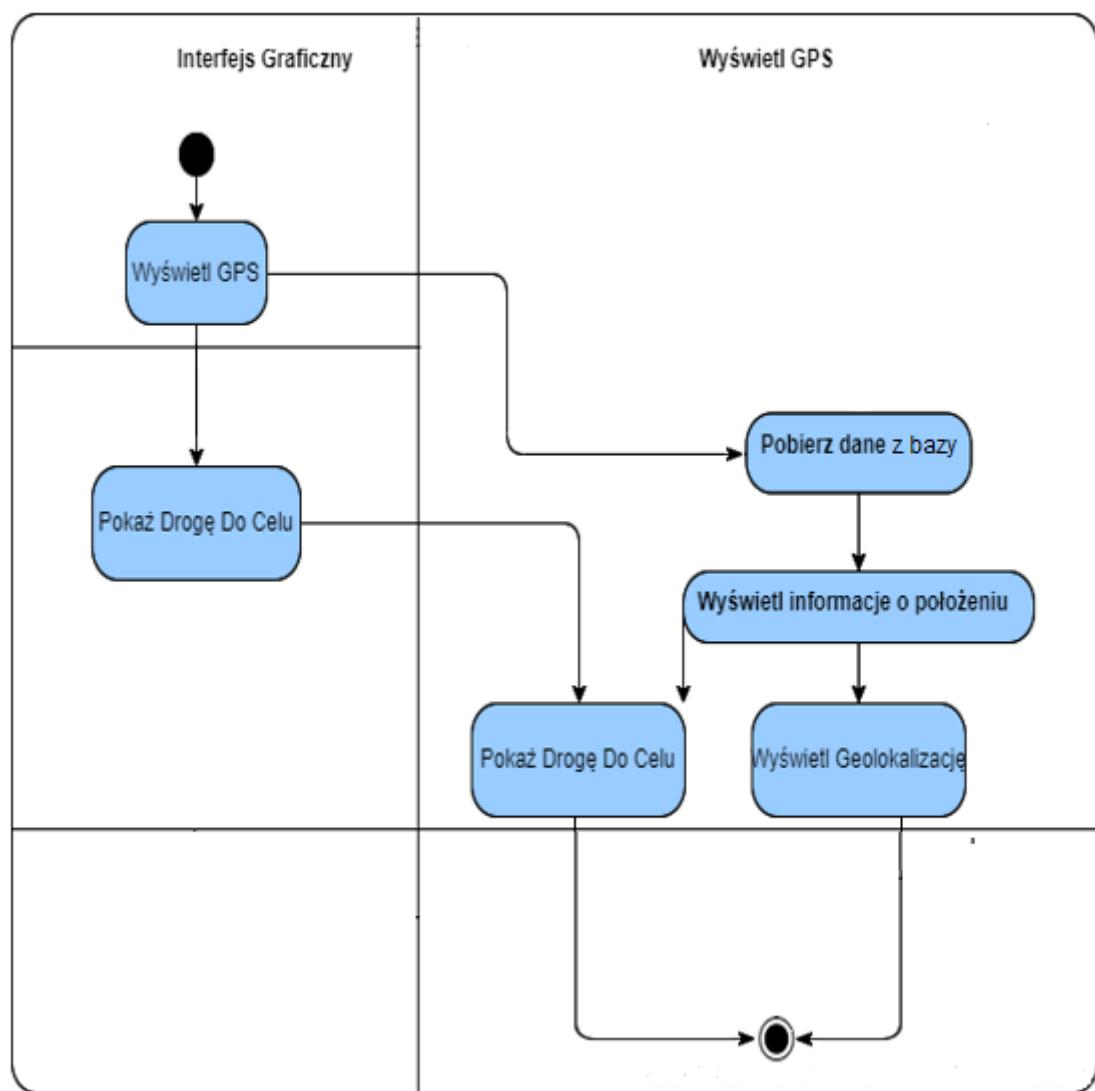 Interfejs Graficzny
Wyświetl GPS
Wyświetl GPS
Pobierz dane z bazy
Pokaż Drogę Do Celu
Wyświetl informacje o położeniu
Pokaż Drogę Do Celu
Wyświetl Geolokalizację